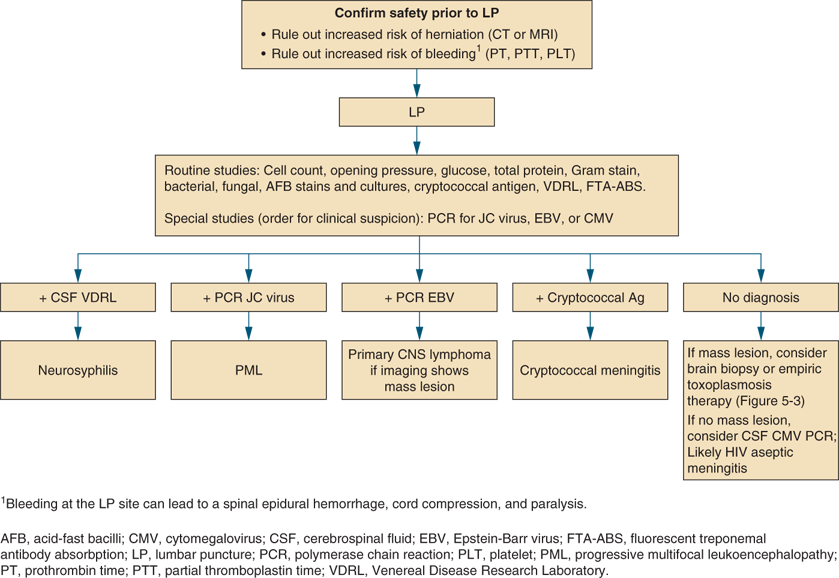 Confirm safety prior to LP
• Rule out increased risk of herniation (CT or MRI)
• Rule out increased risk of bleeding1 (PT, PTT, PLT)
LP
Routine studies: Cell count, opening pressure, glucose, total protein, Gram stain,
bacterial, fungal, AFB stains and cultures, cryptococcal antigen, VDRL, FTA-ABS.
Special studies (order for clinical suspicion): PCR for JC virus, EBV, or CMV
+ CSF VDRL
+ PCR JC virus
+ PCR EBV
+ Cryptococcal Ag
No diagnosis
Neurosyphilis
PML
Primary CNS lymphoma
if imaging shows
mass lesion
Cryptococcal meningitis
If mass lesion, consider
brain biopsy or empiric
toxoplasmosis
therapy (Figure 5-3)
If no mass lesion,
consider CSF CMV PCR;
Likely HIV aseptic
meningitis
1Bleeding at the LP site can lead to a spinal epidural hemorrhage, cord compression, and paralysis.
AFB, acid-fast bacilli; CMV, cytomegalovirus; CSF, cerebrospinal fluid; EBV, Epstein-Barr virus; FTA-ABS, fluorescent treponemal
antibody absorbption; LP, lumbar puncture; PCR, polymerase chain reaction; PLT, platelet; PML, progressive multifocal leukoencephalopathy;
PT, prothrombin time; PTT, partial thromboplastin time; VDRL, Venereal Disease Research Laboratory.